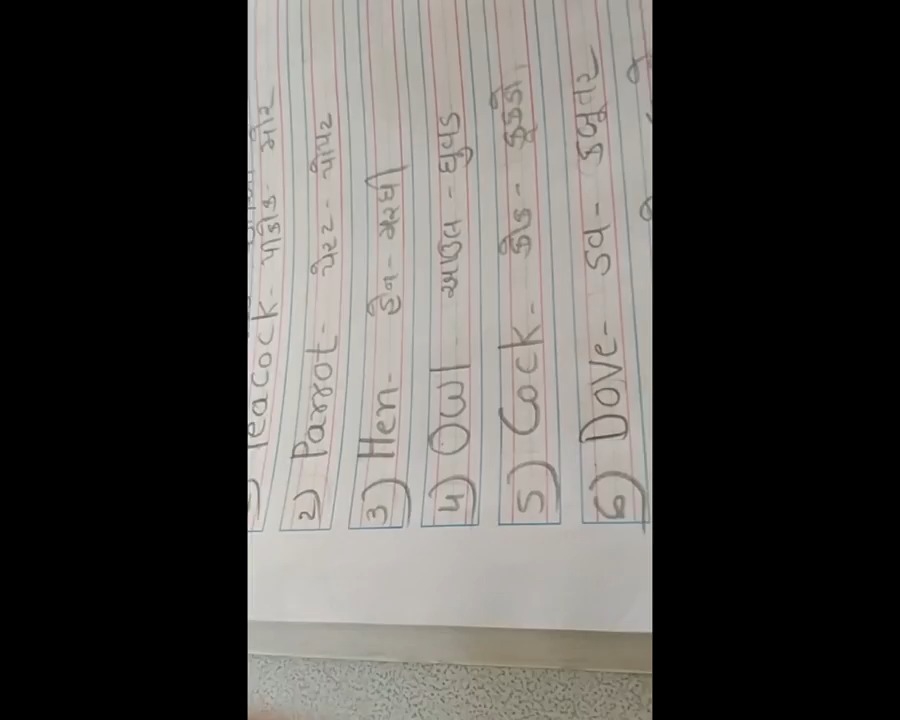 Peacock - પીકોક - મોર
2) Parrot - પેરટ - પોપટ
3) Hen - હેન - મરઘી
4) Owl આઉલ - ઘુવડ
5) Cock - કોક - કૂકડો
6) Dove - ડવ - કબૂતર